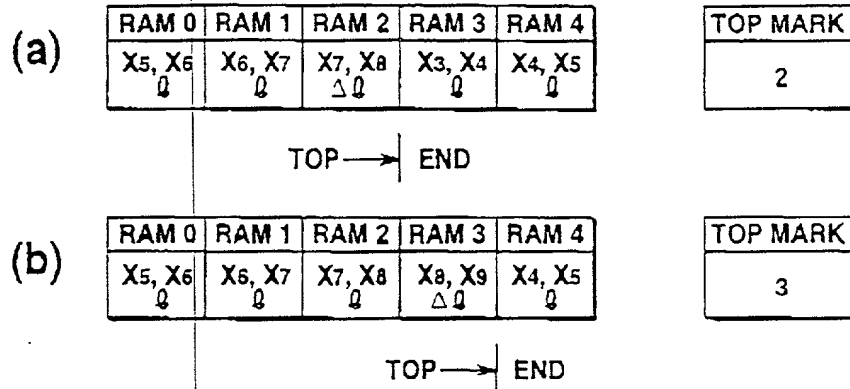 (a)
RAM 0 RAM 1 RAM 2 RAM 3 RAM 4 TOP MARK
X5, X6 X6, X7 X7, X8 X3, X4 X4, X5 2
TOP → END
(b)
RAM 0 RAM 1 RAM 2 RAM 3 RAM 4 TOP MARK
X5, X6 X6, X7 X7, X8 X8, X9 X4, X5 3
TOP → END